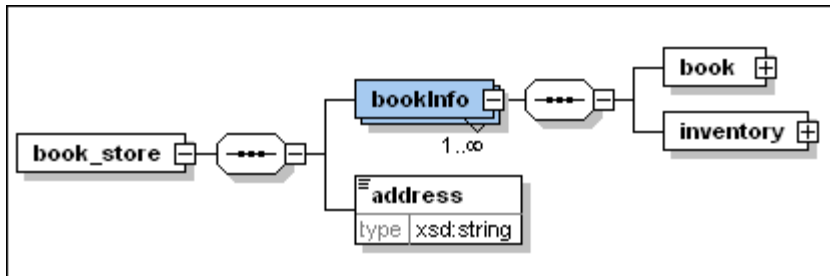 book_store
bookInfo
1..∞
book
inventory
address
type xsd:string